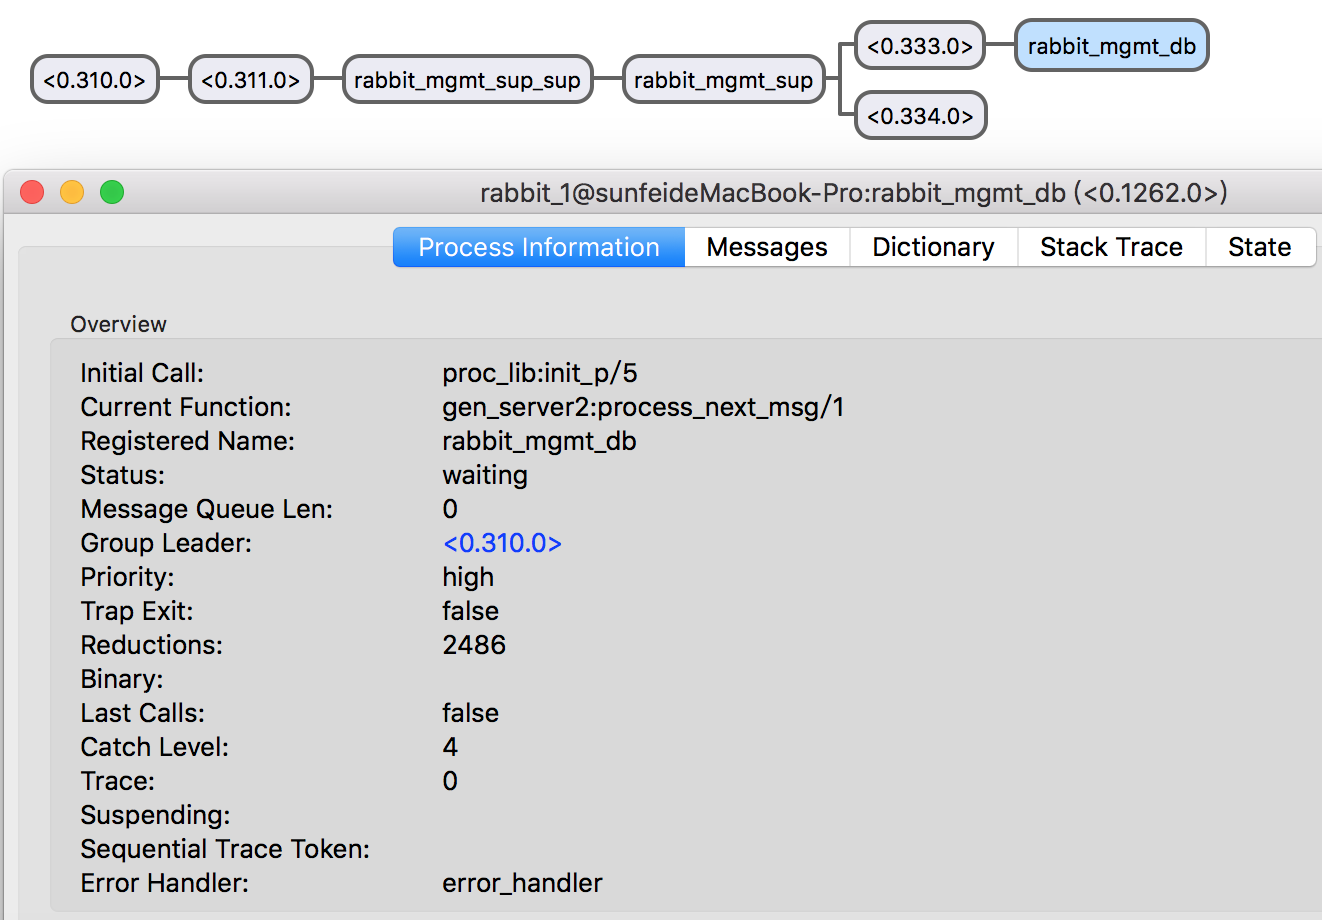 <0.310.0>
<0.311.0>
rabbit_mgmt_sup_sup
rabbit_mgmt_sup
<0.333.0>
rabbit_mgmt_db
<0.334.0>
rabbit_1@sunfeideMacBook-Pro:rabbit_mgmt_db (<0.1262.0>)
Process Information Messages Dictionary Stack Trace State
Overview
Initial Call: proc_lib:init_p/5
Current Function: gen_server2:process_next_msg/1
Registered Name: rabbit_mgmt_db
Status: waiting
Message Queue Len: 0
Group Leader: <0.310.0>
Priority: high
Trap Exit: false
Reductions: 2486
Binary:
Last Calls: false
Catch Level: 4
Trace: 0
Suspending:
Sequential Trace Token:
Error Handler: error_handler